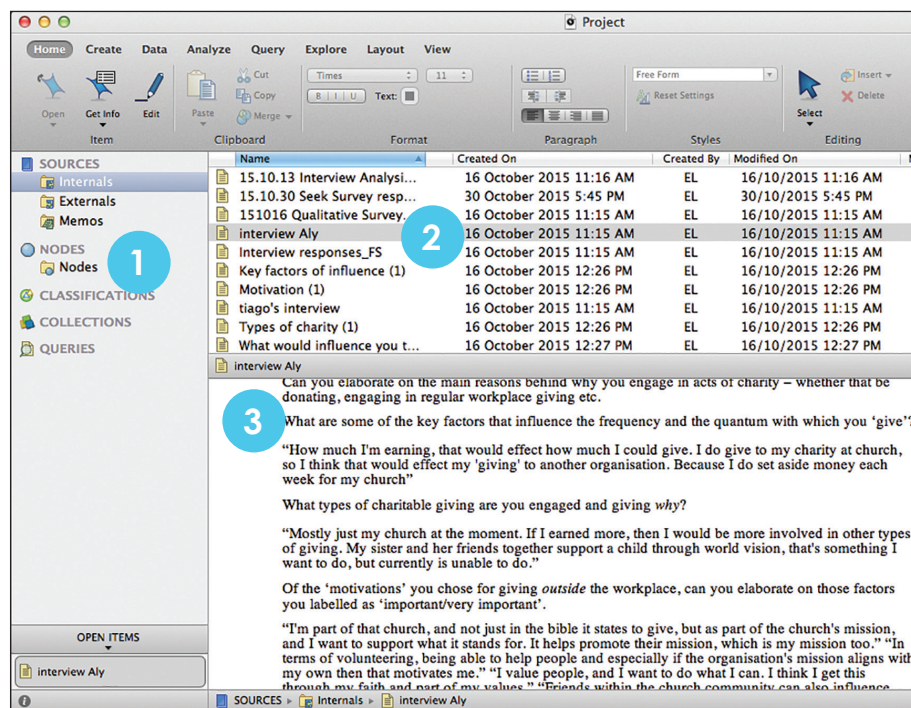 Project
Home Create Data Analyze Query Explore Layout View
Open Get Info Edit Paste Cut Copy Merge Times 11 B I U Text: Free Form Reset Settings Select Insert Delete
Item Clipboard Format Paragraph Styles Editing
SOURCES
Internals
Externals
Memos
NODES
Nodes
CLASSIFICATIONS
COLLECTIONS
QUERIES
1
Name Created On Created By Modified On
15.10.13 Interview Analysi... 16 October 2015 11:16 AM EL 16/10/2015 11:16 AM
15.10.30 Seek Survey resp... 30 October 2015 5:45 PM EL 30/10/2015 5:45 PM
151016 Qualitative Survey... 16 October 2015 11:15 AM EL 16/10/2015 11:15 AM
interview Aly 2 16 October 2015 11:15 AM EL 16/10/2015 11:15 AM
Interview responses_FS 16 October 2015 11:15 AM EL 16/10/2015 11:15 AM
Key factors of influence (1) 16 October 2015 12:26 PM EL 16/10/2015 12:26 PM
Motivation (1) 16 October 2015 12:26 PM EL 16/10/2015 12:26 PM
tiago's interview 16 October 2015 11:15 AM EL 16/10/2015 11:15 AM
Types of charity (1) 16 October 2015 12:26 PM EL 16/10/2015 12:26 PM
What would influence you t... 16 October 2015 12:27 PM EL 16/10/2015 12:27 PM
interview Aly
3
Can you elaborate on the main reasons behind why you engage in acts of charity – whether that be
donating, engaging in regular workplace giving etc.
What are some of the key factors that influence the frequency and the quantum with which you ‘give’?
“How much I'm earning, that would effect how much I could give. I do give to my charity at church,
so I think that would effect my 'giving' to another organisation. Because I do set aside money each
week for my church”
What types of charitable giving are you engaged and giving why?
“Mostly just my church at the moment. If I earned more, then I would be more involved in other types
of giving. My sister and her friends together support a child through world vision, that's something I
want to do, but currently is unable to do.”
Of the ‘motivations’ you chose for giving outside the workplace, can you elaborate on those factors
you labelled as ‘important/very important’.
“I'm part of that church, and not just in the bible it states to give, but as part of the church's mission,
and I want to support what it stands for. It helps promote their mission, which is my mission too.” “In
terms of volunteering, being able to help people and especially if the organisation's mission aligns with
my own then that motivates me.” “I value people, and I want to do what I can. I think I get this
through my faith and part of my values.” “Friends within the church community can also influence
OPEN ITEMS
interview Aly
SOURCES Internals interview Aly